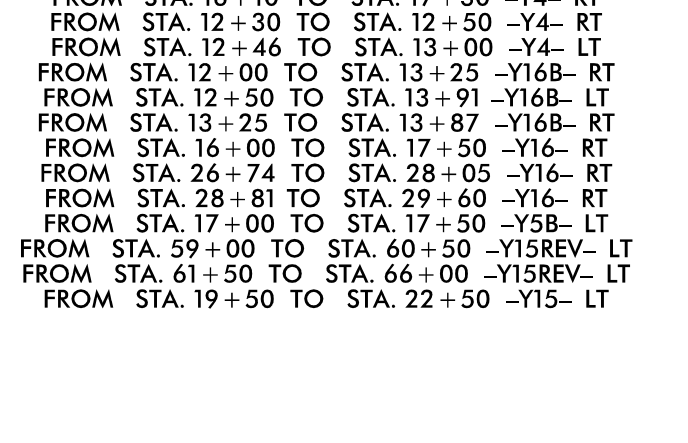 FROM STA. 12+30 TO STA. 12+50 –Y4– RT
FROM STA. 12+46 TO STA. 13+00 –Y4– LT
FROM STA. 12+00 TO STA. 13+25 –Y16B– RT
FROM STA. 12+50 TO STA. 13+91 –Y16B– LT
FROM STA. 13+25 TO STA. 13+87 –Y16B– RT
FROM STA. 16+00 TO STA. 17+50 –Y16– RT
FROM STA. 26+74 TO STA. 28+05 –Y16– RT
FROM STA. 28+81 TO STA. 29+60 –Y16– RT
FROM STA. 17+00 TO STA. 17+50 –Y5B– LT
FROM STA. 59+00 TO STA. 60+50 –Y15REV– LT
FROM STA. 61+50 TO STA. 66+00 –Y15REV– LT
FROM STA. 19+50 TO STA. 22+50 –Y15– LT